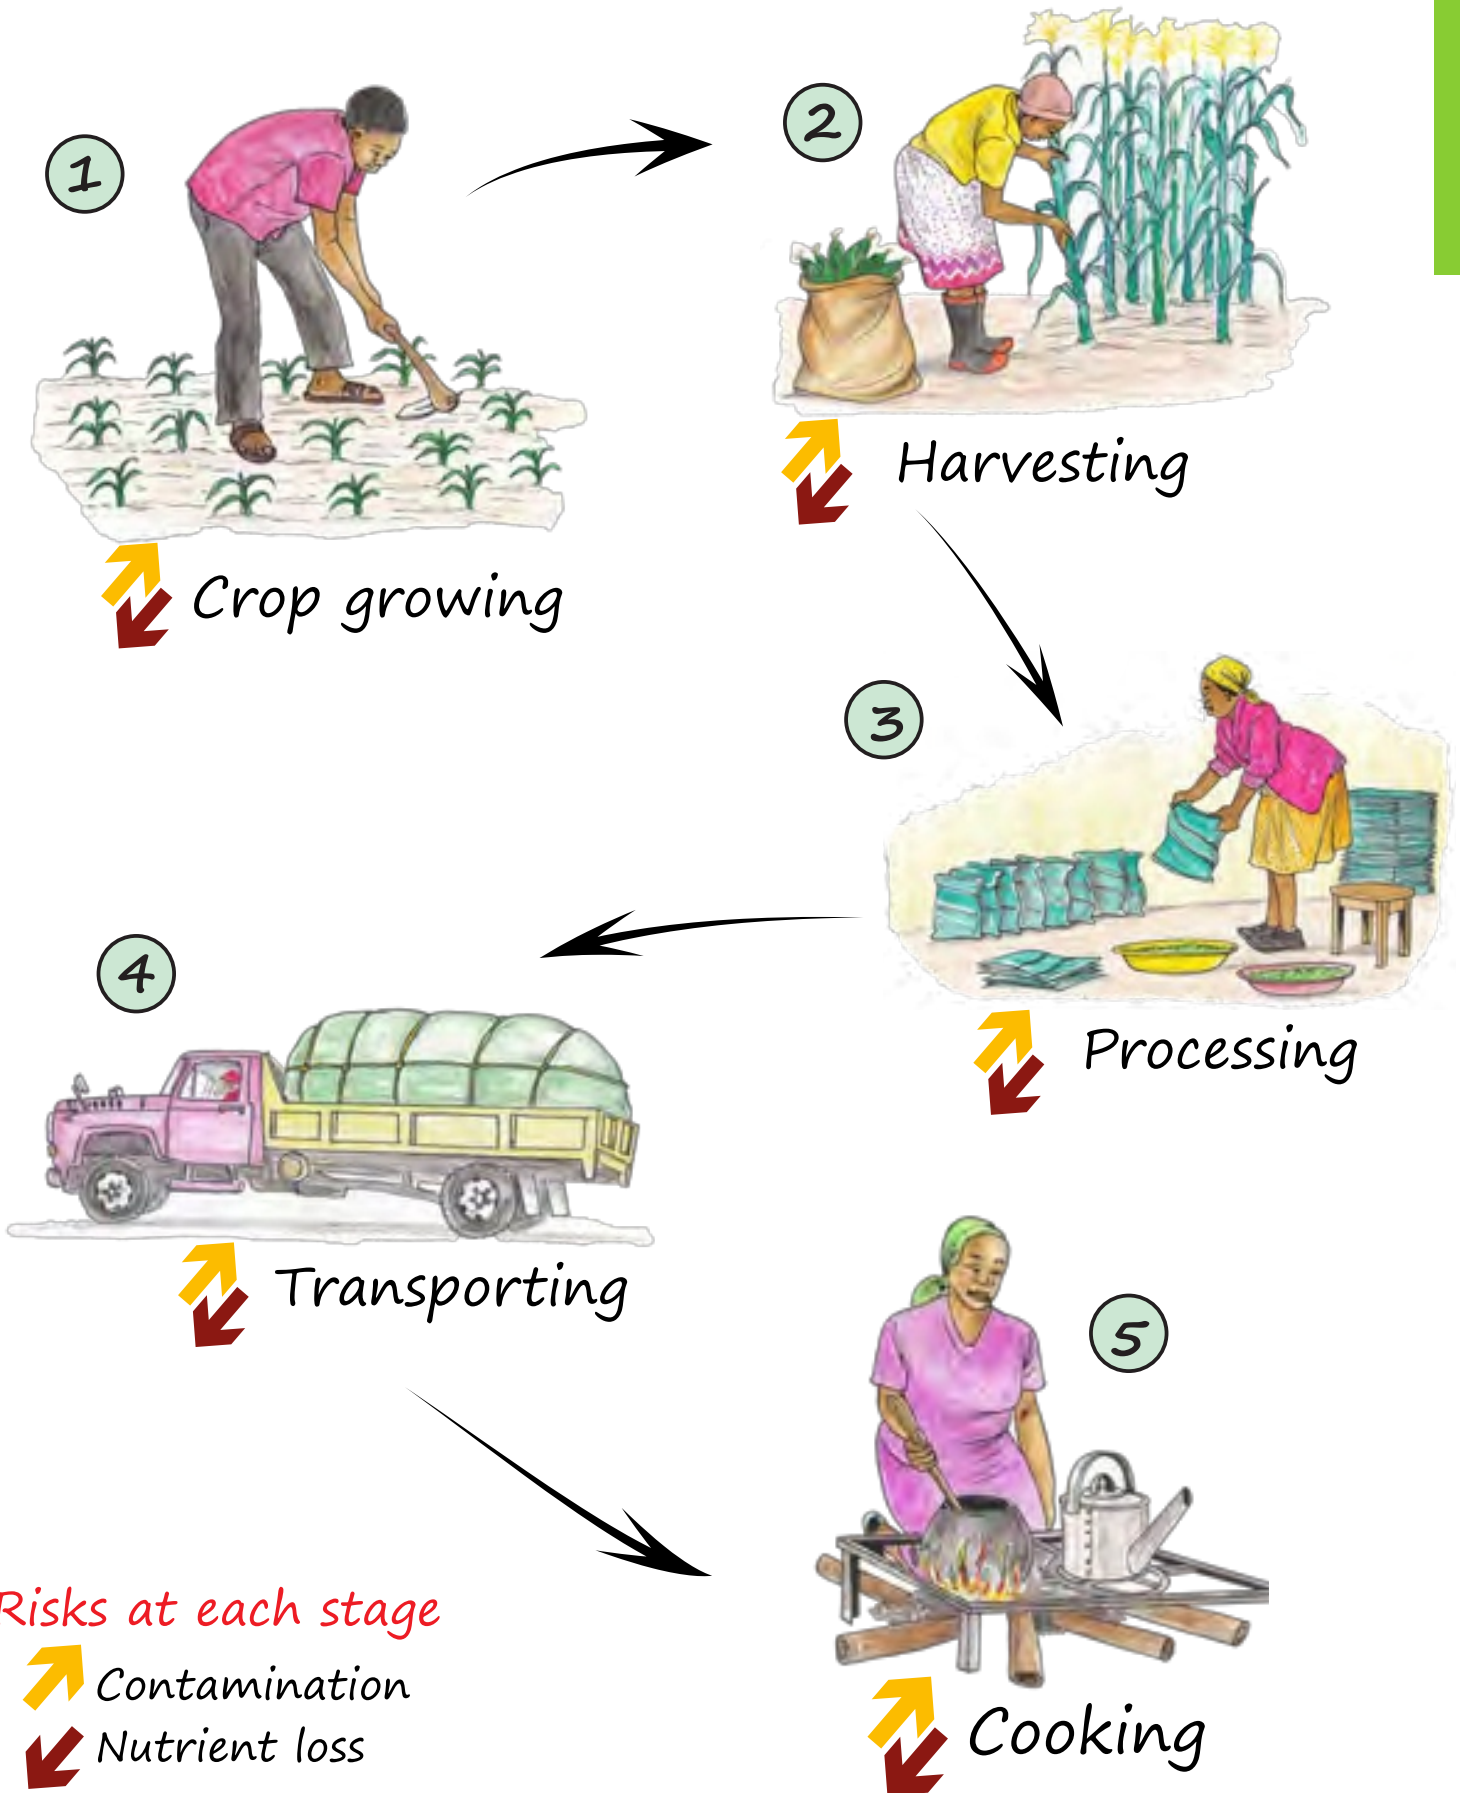 1
Crop growing
2
Harvesting
3
Processing
4
Transporting
5
Cooking
Risks at each stage
Contamination
Nutrient loss